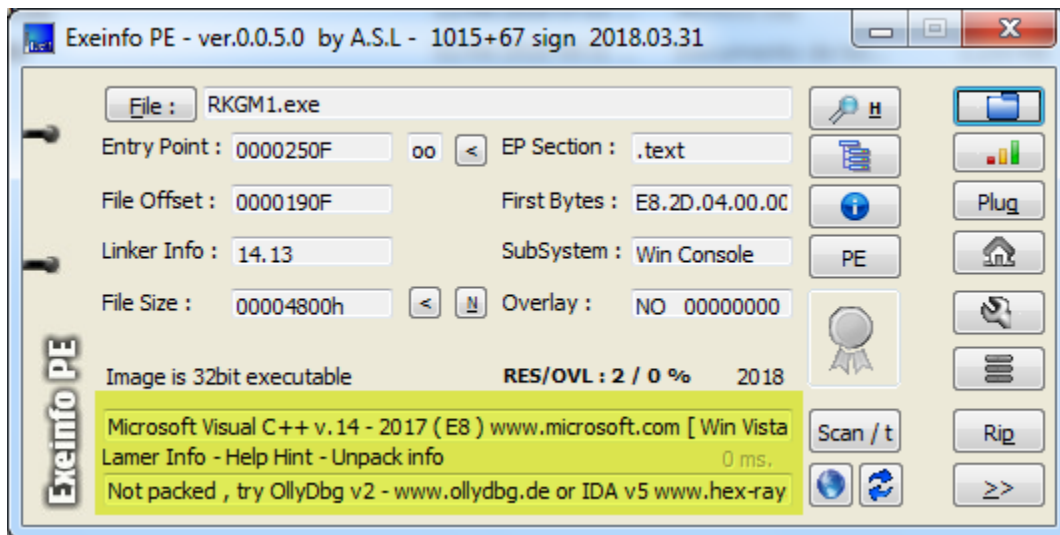 Exeinfo PE - ver.0.0.5.0 by A.S.L - 1015+67 sign 2018.03.31
File : RKGM1.exe H
Entry Point : 0000250F oo < EP Section : .text
File Offset : 0000190F First Bytes : E8.2D.04.00.00 Plug
Linker Info : 14.13 SubSystem : Win Console PE
File Size : 00004800h < N Overlay : NO 00000000
Image is 32bit executable RES/OVL : 2 / 0 % 2018
Microsoft Visual C++ v.14 - 2017 ( E8 ) www.microsoft.com [ Win Vista Scan / t Rip
Lamer Info - Help Hint - Unpack info 0 ms.
Not packed , try OllyDbg v2 - www.ollydbg.de or IDA v5 www.hex-ray >>
Exeinfo PE